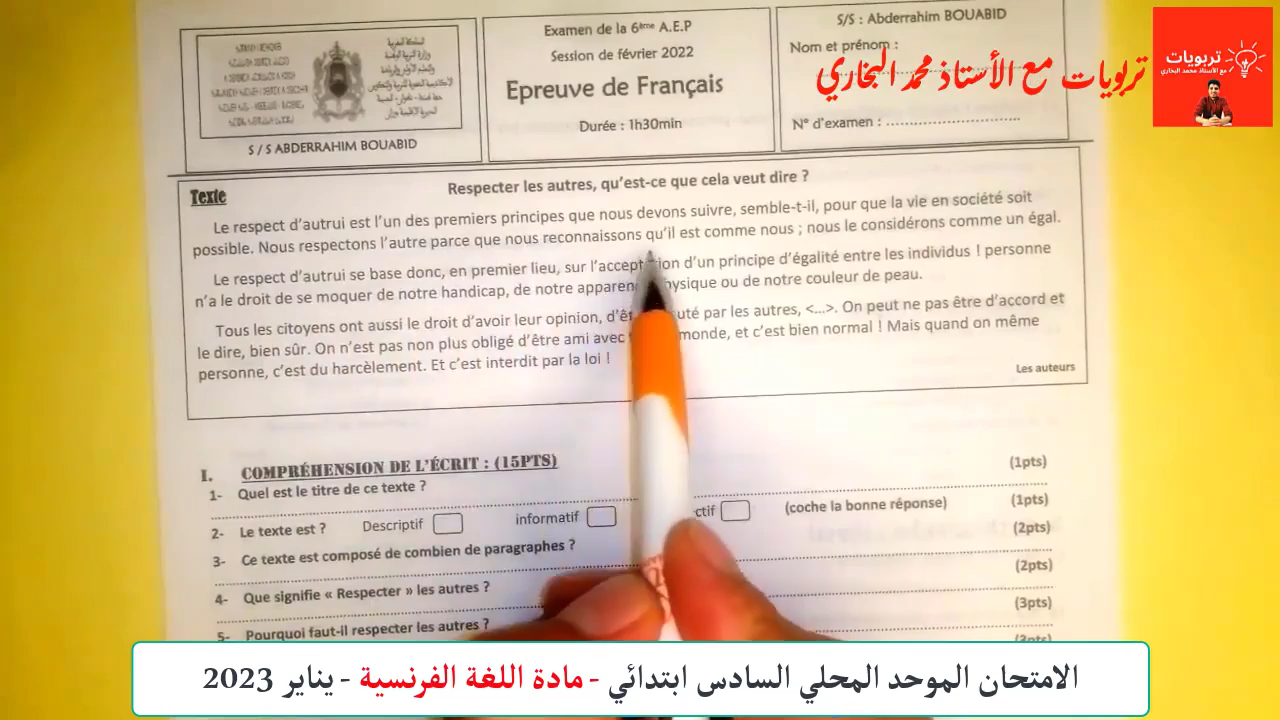 المملكة المغربية
S / S ABDERRAHIM BOUABID
Examen de la 6ème A.E.P
Session de février 2022
Epreuve de Français
Durée : 1h30min
S/S : Abderrahim BOUABID
Nom et prénom :
N° d'examen : ..............................
تربويات مع الأستاذ محمد البخاري
تربويات
مع الأستاذ محمد البخاري
Texte
Respecter les autres, qu'est-ce que cela veut dire ?
Le respect d'autrui est l'un des premiers principes que nous devons suivre, semble-t-il, pour que la vie en société soit
possible. Nous respectons l'autre parce que nous reconnaissons qu'il est comme nous ; nous le considérons comme un égal.
Le respect d'autrui se base donc, en premier lieu, sur l'accept ion d'un principe d'égalité entre les individus ! personne
n'a le droit de se moquer de notre handicap, de notre apparen ysique ou de notre couleur de peau.
Tous les citoyens ont aussi le droit d'avoir leur opinion, d'êt uté par les autres, <...>. On peut ne pas être d'accord et
le dire, bien sûr. On n'est pas non plus obligé d'être ami avec monde, et c'est bien normal ! Mais quand on même
personne, c'est du harcèlement. Et c'est interdit par la loi !
Les auteurs
I. COMPRÉHENSION DE L'ÉCRIT : (15PTS)
1- Quel est le titre de ce texte ? (1pts)
2- Le texte est ? Descriptif informatif ctif (coche la bonne réponse) (1pts)
3- Ce texte est composé de combien de paragraphes ? (2pts)
4- Que signifie « Respecter » les autres ? (2pts)
5- Pourquoi faut-il respecter les autres ? (3pts)
الامتحان الموحد المحلي السادس ابتدائي - مادة اللغة الفرنسية - يناير 2023